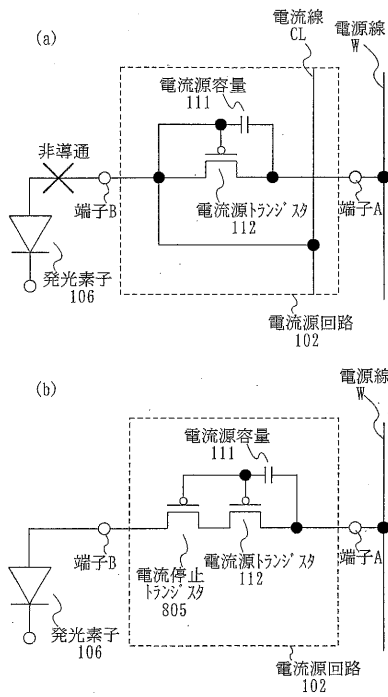 (a)
電流線
CL
電源線
W
電流源容量
111
非導通
端子B
電流源トランジスタ
112
端子A
発光素子
106
電流源回路
102
(b)
電源線
W
電流源容量
111
端子B
電流停止
トランジスタ
805
電流源トランジスタ
112
端子A
発光素子
106
電流源回路
102